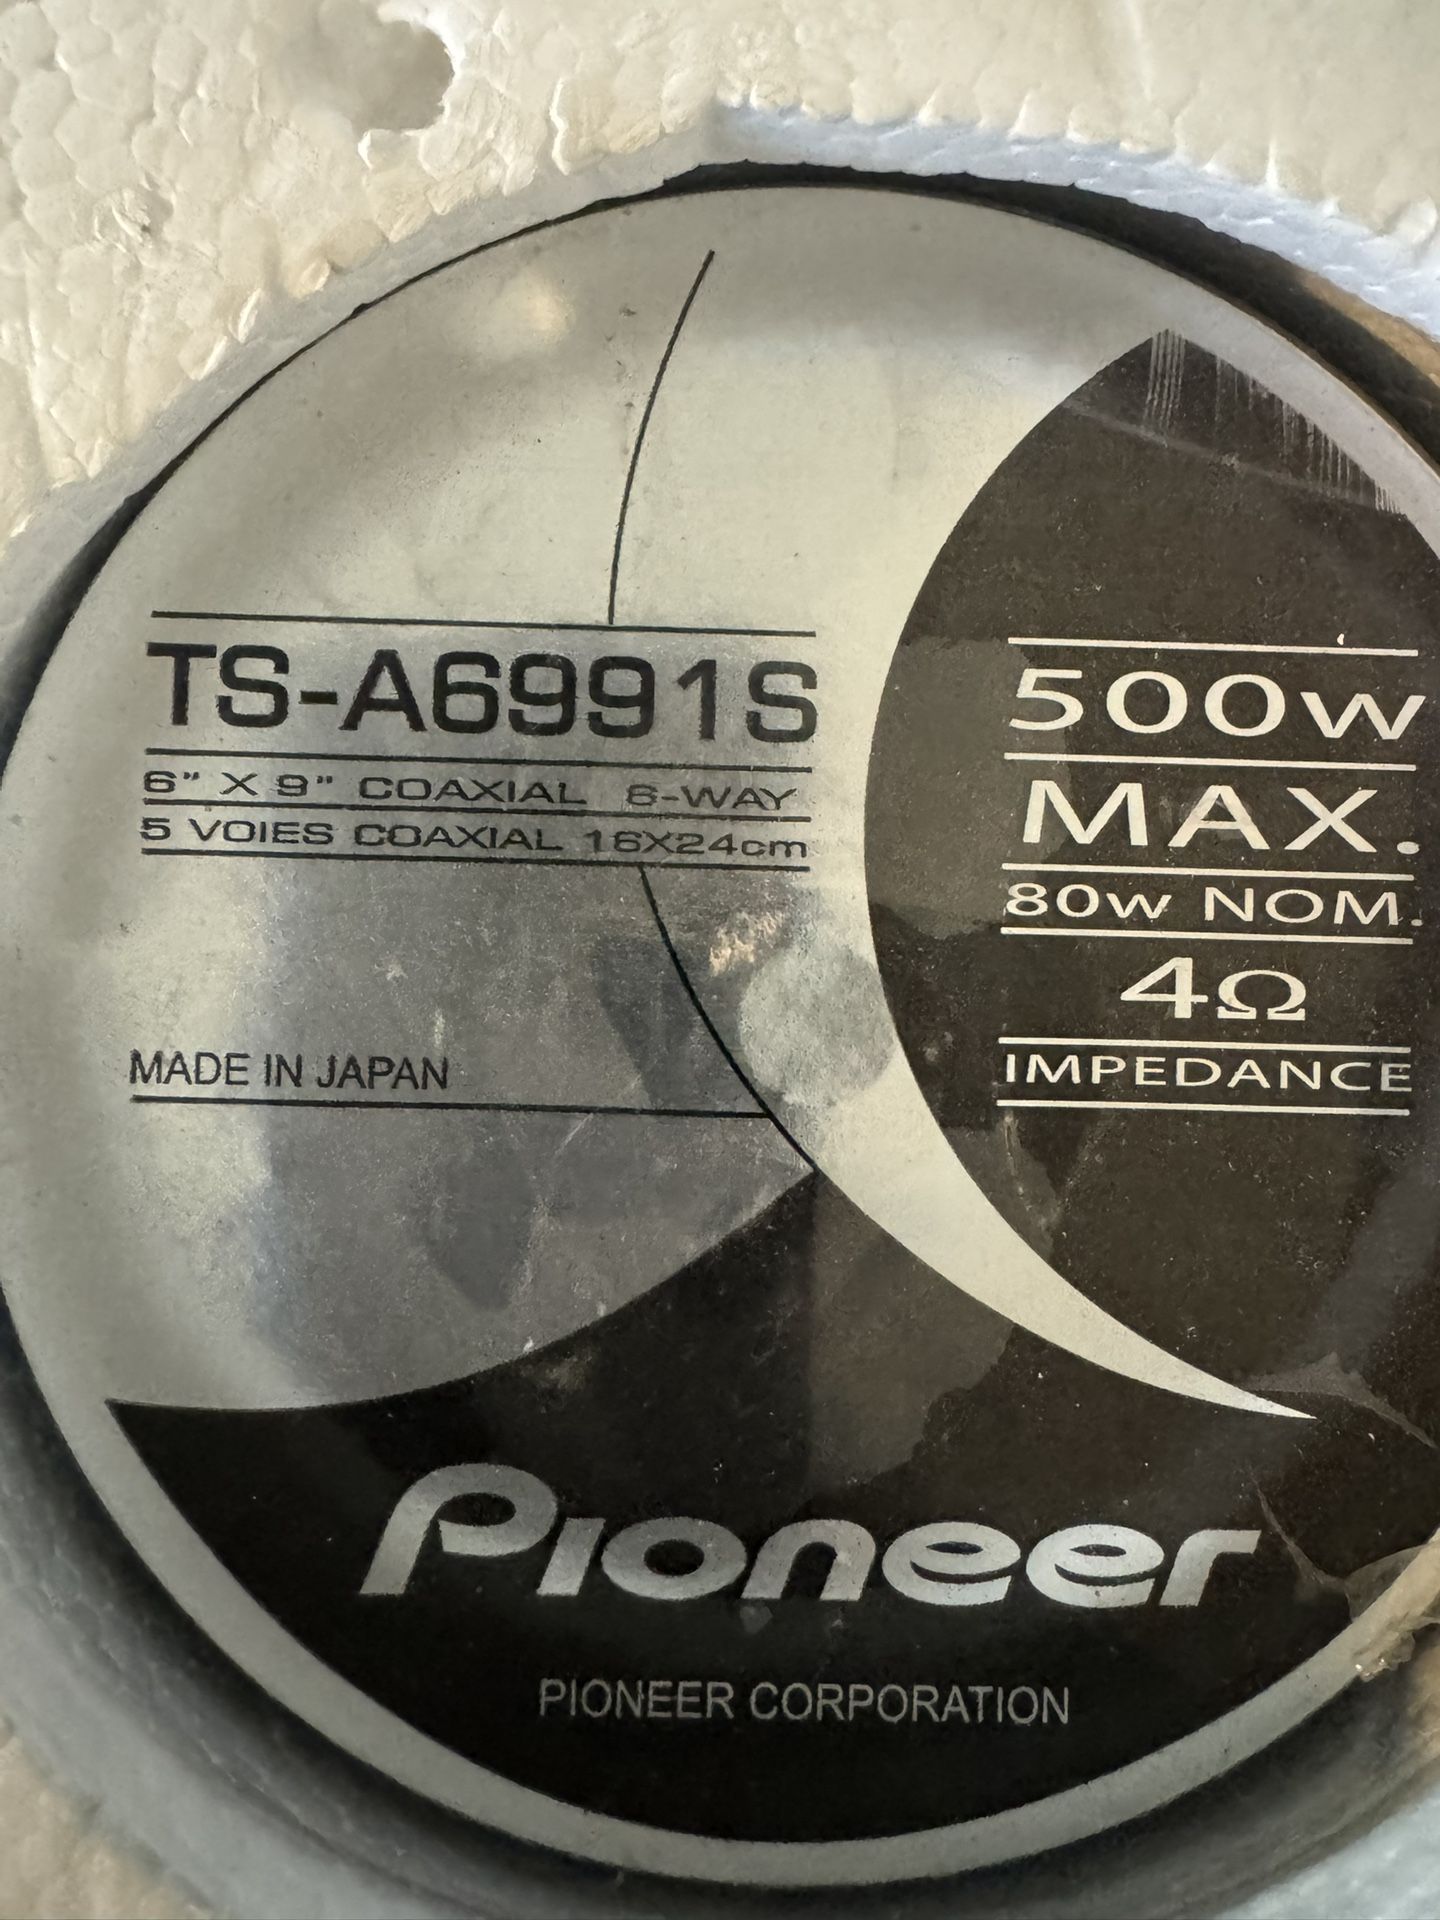 TS-A6991S
6" X 9" COAXIAL 6-WAY
5 VOIES COAXIAL 16X24cm
MADE IN JAPAN
500w
MAX.
80w NOM.
4Ω
IMPEDANCE
Pioneer
PIONEER CORPORATION